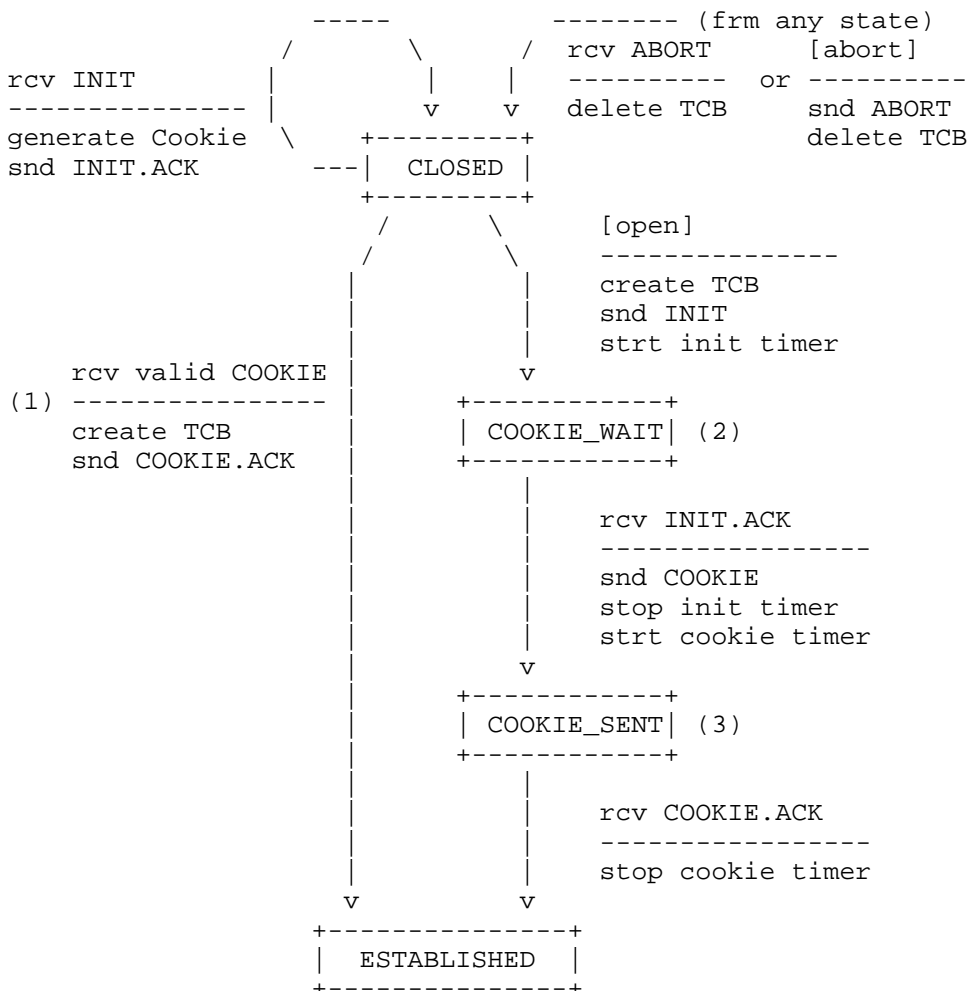 -----          -------- (frm any state)
                    /       \      /  rcv ABORT      [abort]
rcv INIT         |          |    |   ----------  or ----------
--------------- |          v    v   delete TCB     snd ABORT
generate Cookie  \     +---------+                 delete TCB
snd INIT.ACK       ---|  CLOSED |
                        +---------+
                         /      \      [open]
                        /        \     ---------------
                       |          |    create TCB
                       |          |    snd INIT
                       |          |    strt init timer
    rcv valid COOKIE |          v
(1) ---------------- |      +------------+
    create TCB       |      | COOKIE_WAIT| (2)
    snd COOKIE.ACK   |      +------------+
                       |          |
                       |          |    rcv INIT.ACK
                       |          |    -----------------
                       |          |    snd COOKIE
                       |          |    stop init timer
                       |          |    strt cookie timer
                       |          v
                       |      +------------+
                       |      | COOKIE_SENT| (3)
                       |      +------------+
                       |          |
                       |          |    rcv COOKIE.ACK
                       |          |    -----------------
                       |          |    stop cookie timer
                       v          v
                     +---------------+
                     |  ESTABLISHED  |
                     +---------------+